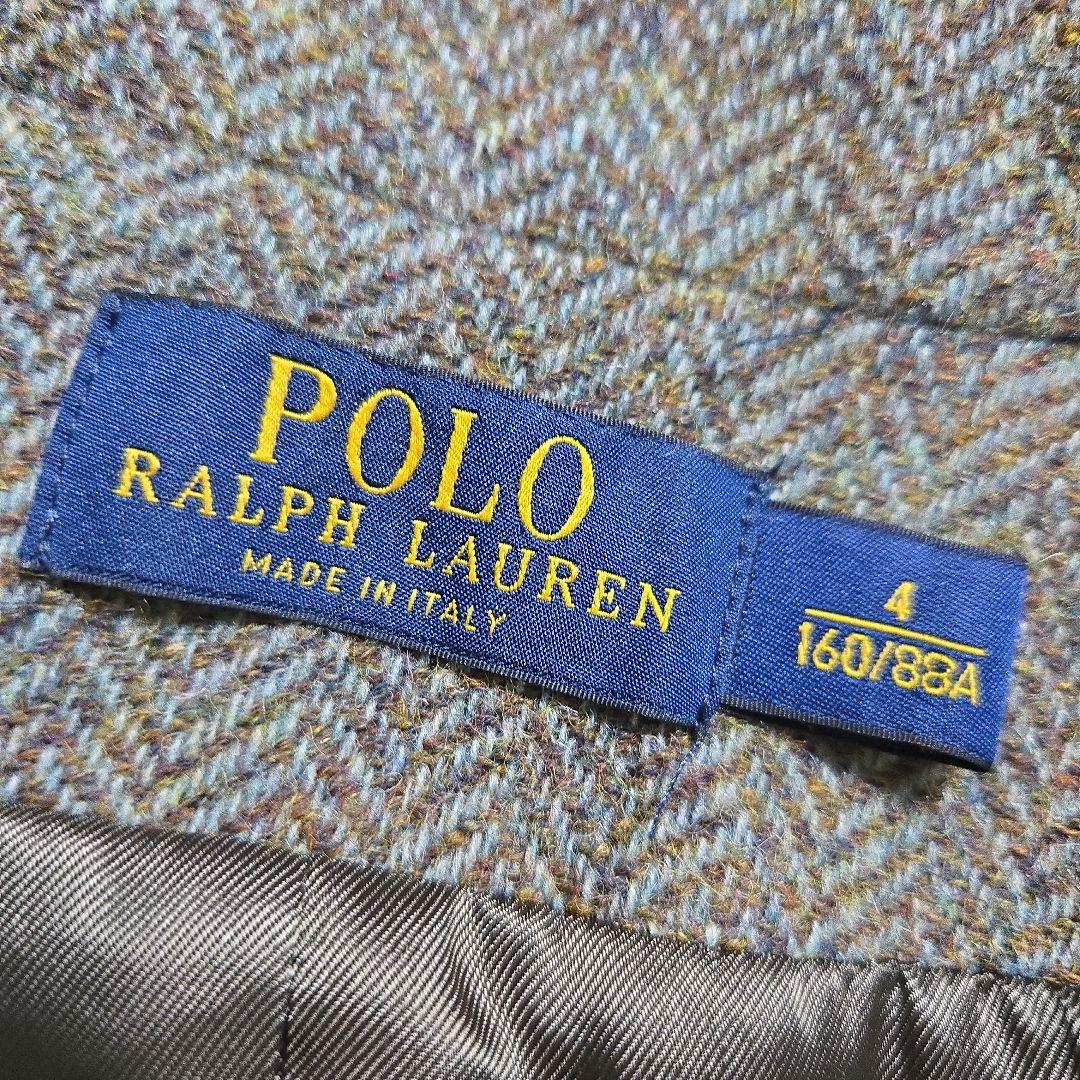 POLO
RALPH LAUREN
MADE IN ITALY
4
160/88A